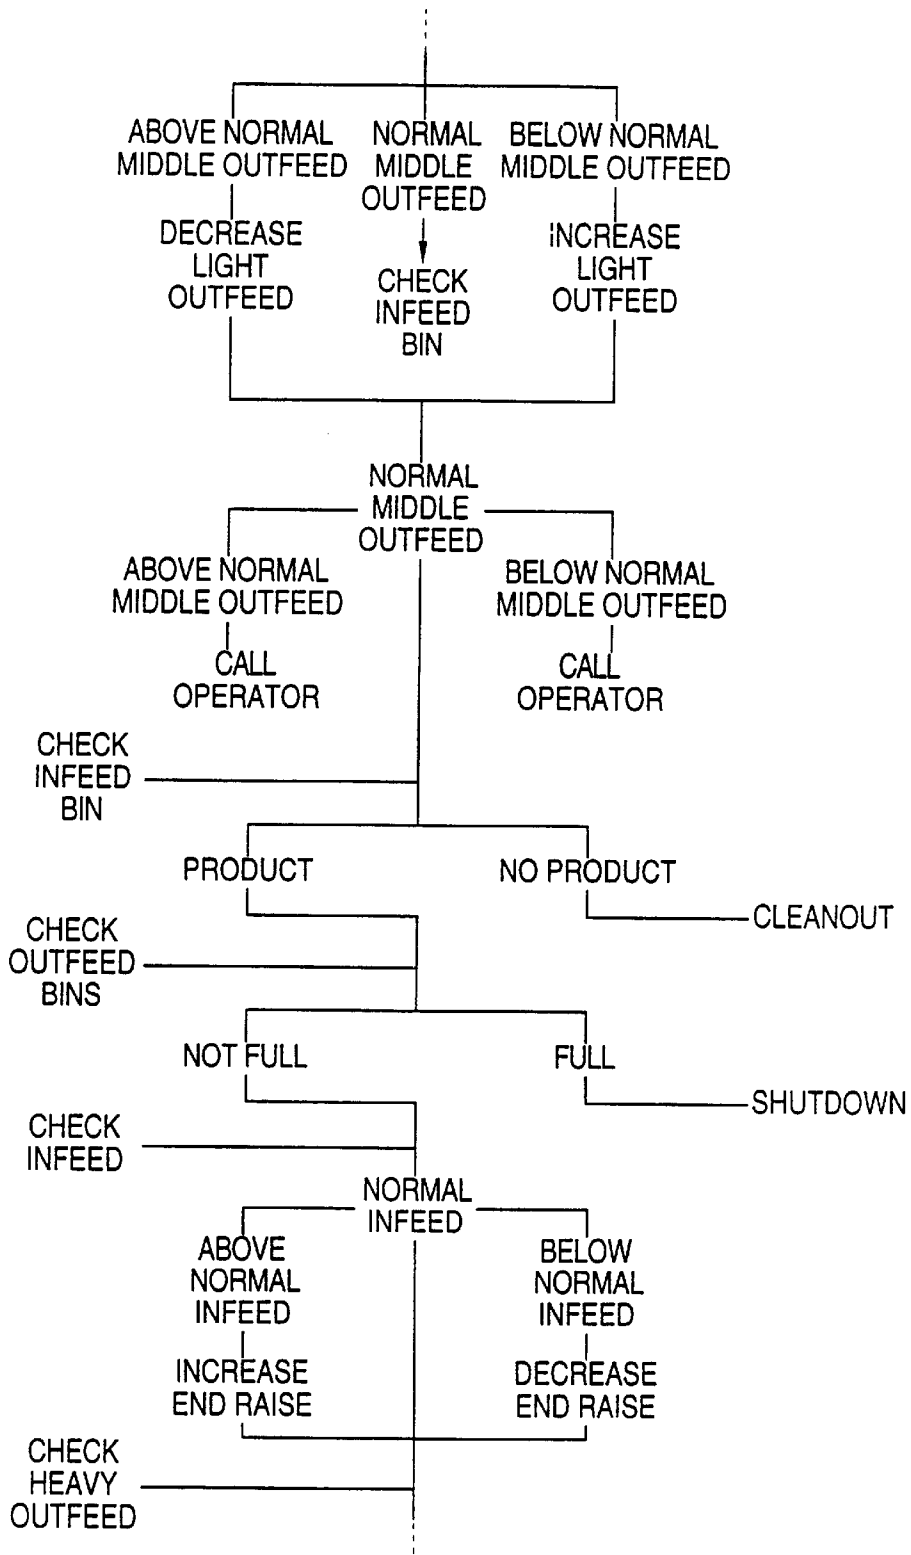 ABOVE NORMAL
MIDDLE OUTFEED
NORMAL
MIDDLE
OUTFEED
BELOW NORMAL
MIDDLE OUTFEED
DECREASE
LIGHT
OUTFEED
CHECK
INFEED
BIN
INCREASE
LIGHT
OUTFEED
NORMAL
MIDDLE
OUTFEED
ABOVE NORMAL
MIDDLE OUTFEED
BELOW NORMAL
MIDDLE OUTFEED
CALL
OPERATOR
CALL
OPERATOR
CHECK
INFEED
BIN
PRODUCT
NO PRODUCT
CLEANOUT
CHECK
OUTFEED
BINS
NOT FULL
FULL
SHUTDOWN
CHECK
INFEED
NORMAL
INFEED
ABOVE
NORMAL
INFEED
BELOW
NORMAL
INFEED
INCREASE
END RAISE
DECREASE
END RAISE
CHECK
HEAVY
OUTFEED